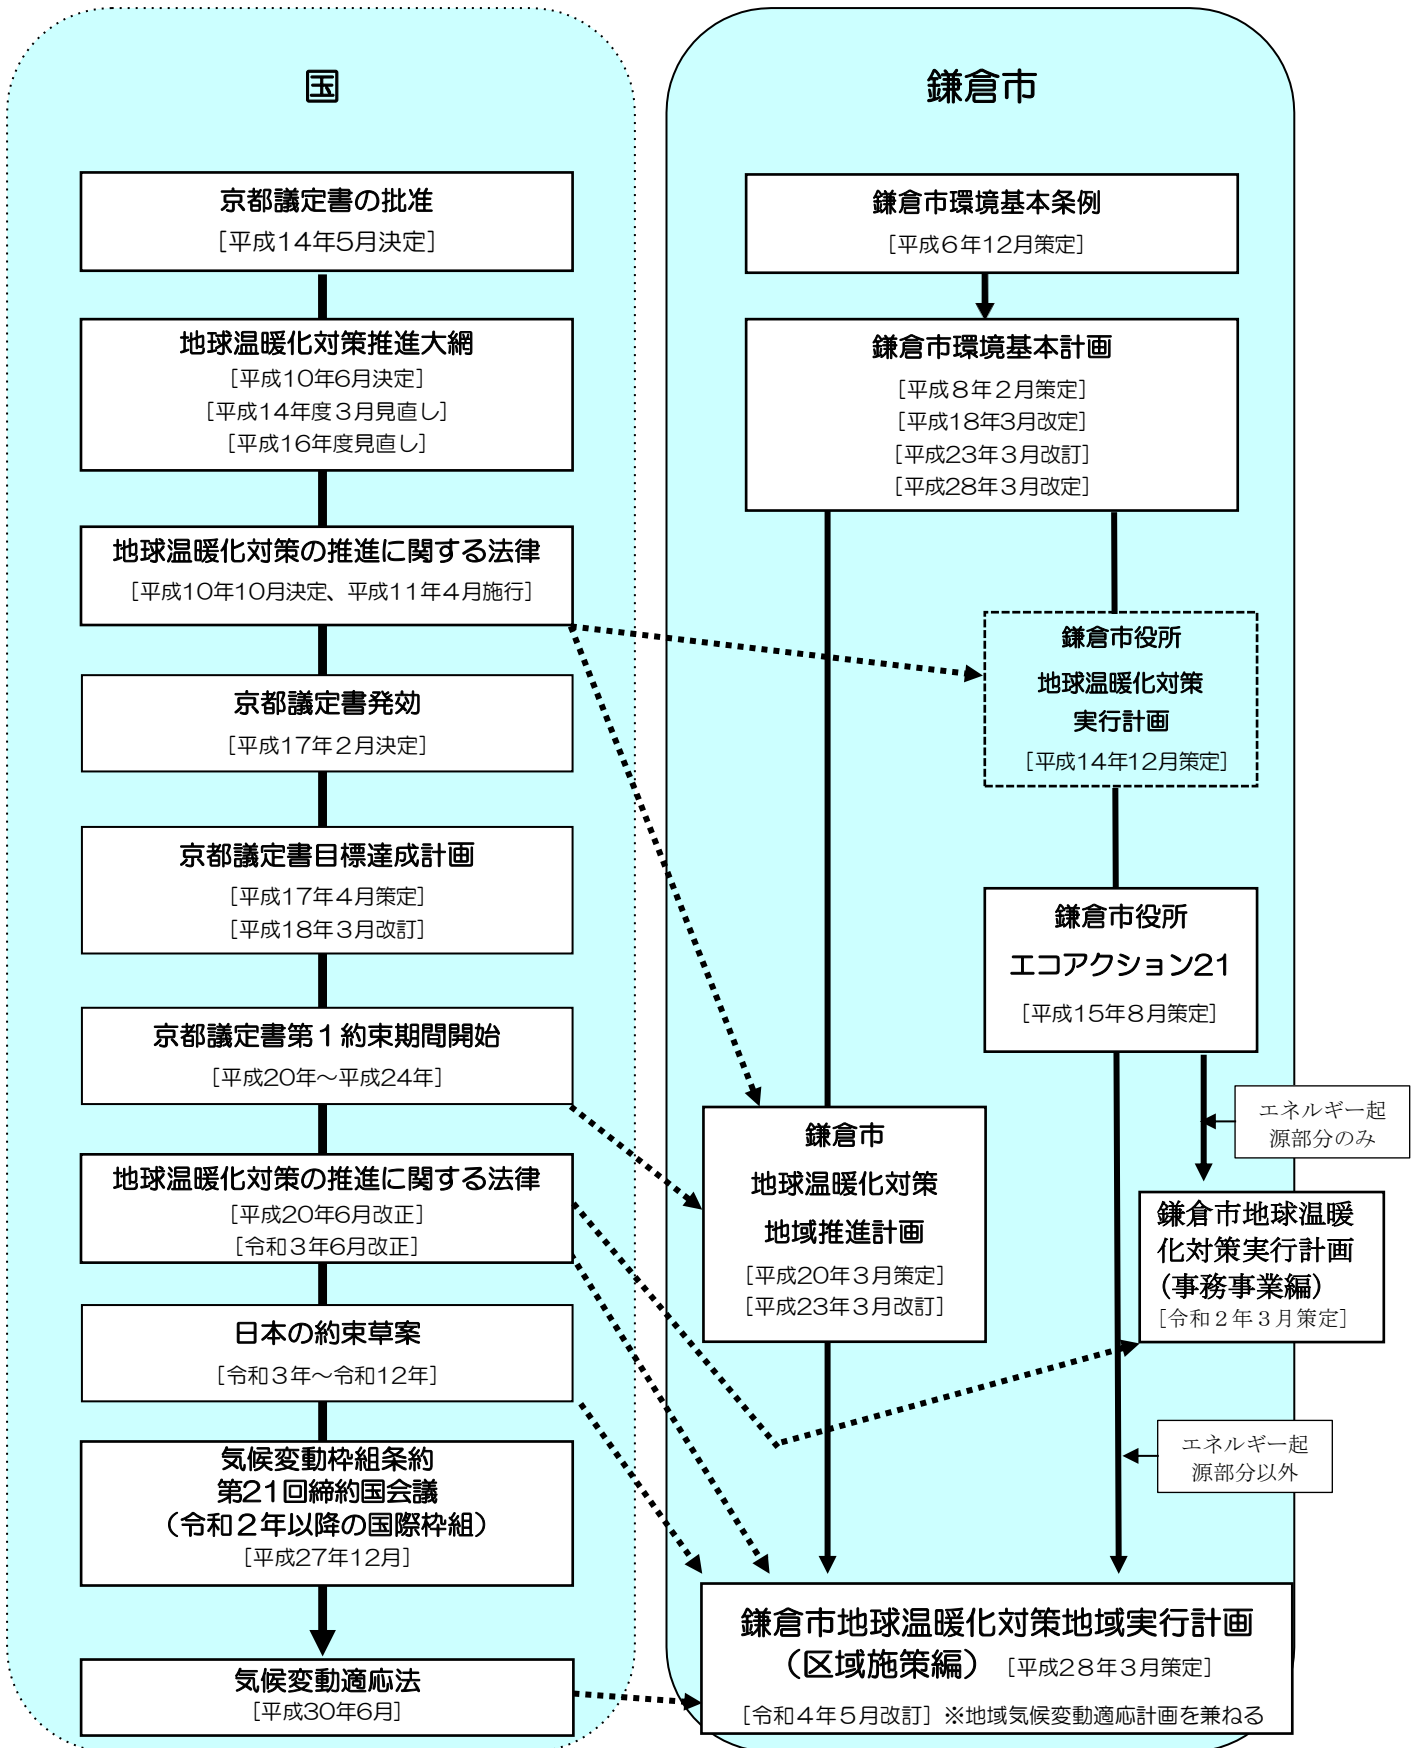 国
京都議定書の批准
［平成14年5月決定］
地球温暖化対策推進大綱
［平成10年6月決定］
［平成14年度３月見直し］
［平成16年度見直し］
地球温暖化対策の推進に関する法律
［平成10年10月決定、平成11年４月施行］
京都議定書発効
［平成17年２月決定］
京都議定書目標達成計画
［平成17年４月策定］
［平成18年３月改訂］
京都議定書第１約束期間開始
［平成20年～平成24年］
地球温暖化対策の推進に関する法律
［平成20年6月改正］
［令和３年6月改正］
日本の約束草案
［令和３年～令和12年］
気候変動枠組条約
第21回締約国会議
（令和２年以降の国際枠組）
［平成27年12月］
気候変動適応法
［平成30年6月］
鎌倉市
鎌倉市環境基本条例
［平成６年12月策定］
鎌倉市環境基本計画
［平成８年２月策定］
［平成18年3月改定］
［平成23年３月改訂］
［平成28年３月改定］
鎌倉市役所
地球温暖化対策
実行計画
［平成14年12月策定］
鎌倉市役所
エコアクション21
［平成15年８月策定］
エネルギー起
源部分のみ
鎌倉市
地球温暖化対策
地域推進計画
［平成20年３月策定］
［平成23年３月改訂］
鎌倉市地球温暖
化対策実行計画
（事務事業編）
［令和２年３月策定］
エネルギー起
源部分以外
鎌倉市地球温暖化対策地域実行計画
（区域施策編）［平成28年３月策定］
［令和４年５月改訂］※地域気候変動適応計画を兼ねる